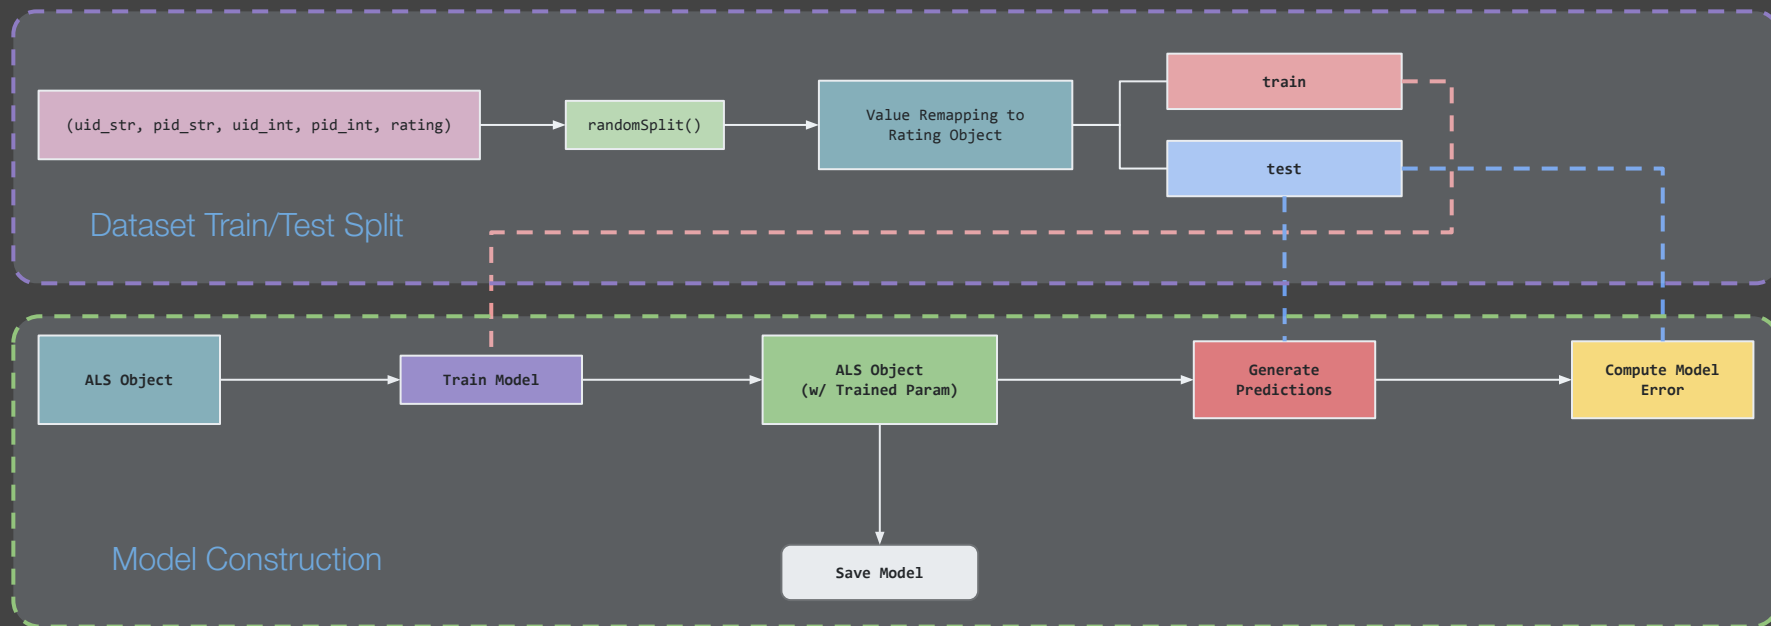 (uid_str, pid_str, uid_int, pid_int, rating)
randomSplit()
Value Remapping to
Rating Object
train
test
Dataset Train/Test Split
ALS Object
Train Model
ALS Object
(w/ Trained Param)
Generate
Predictions
Compute Model
Error
Save Model
Model Construction